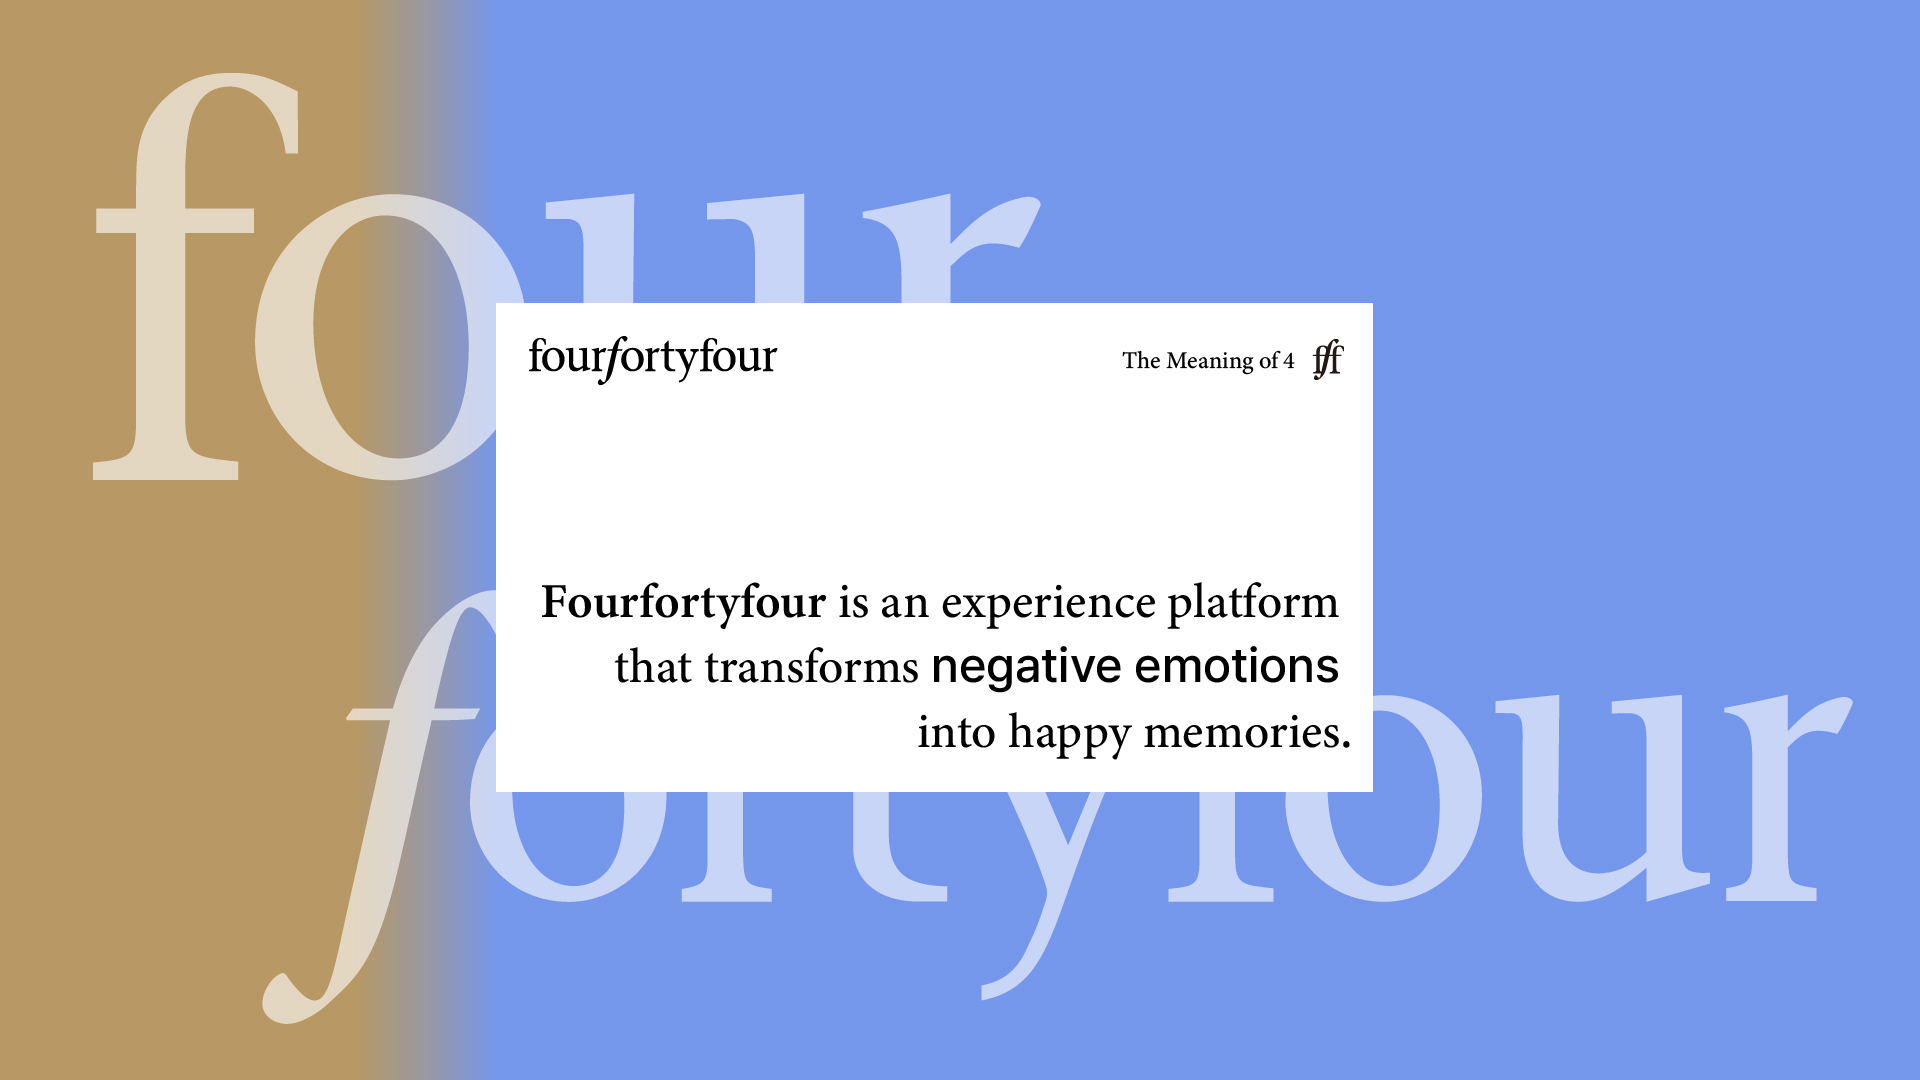 four
fortyfour
fourfortyfour
The Meaning of 4 fff
Fourfortyfour is an experience platform
that transforms negative emotions
into happy memories.